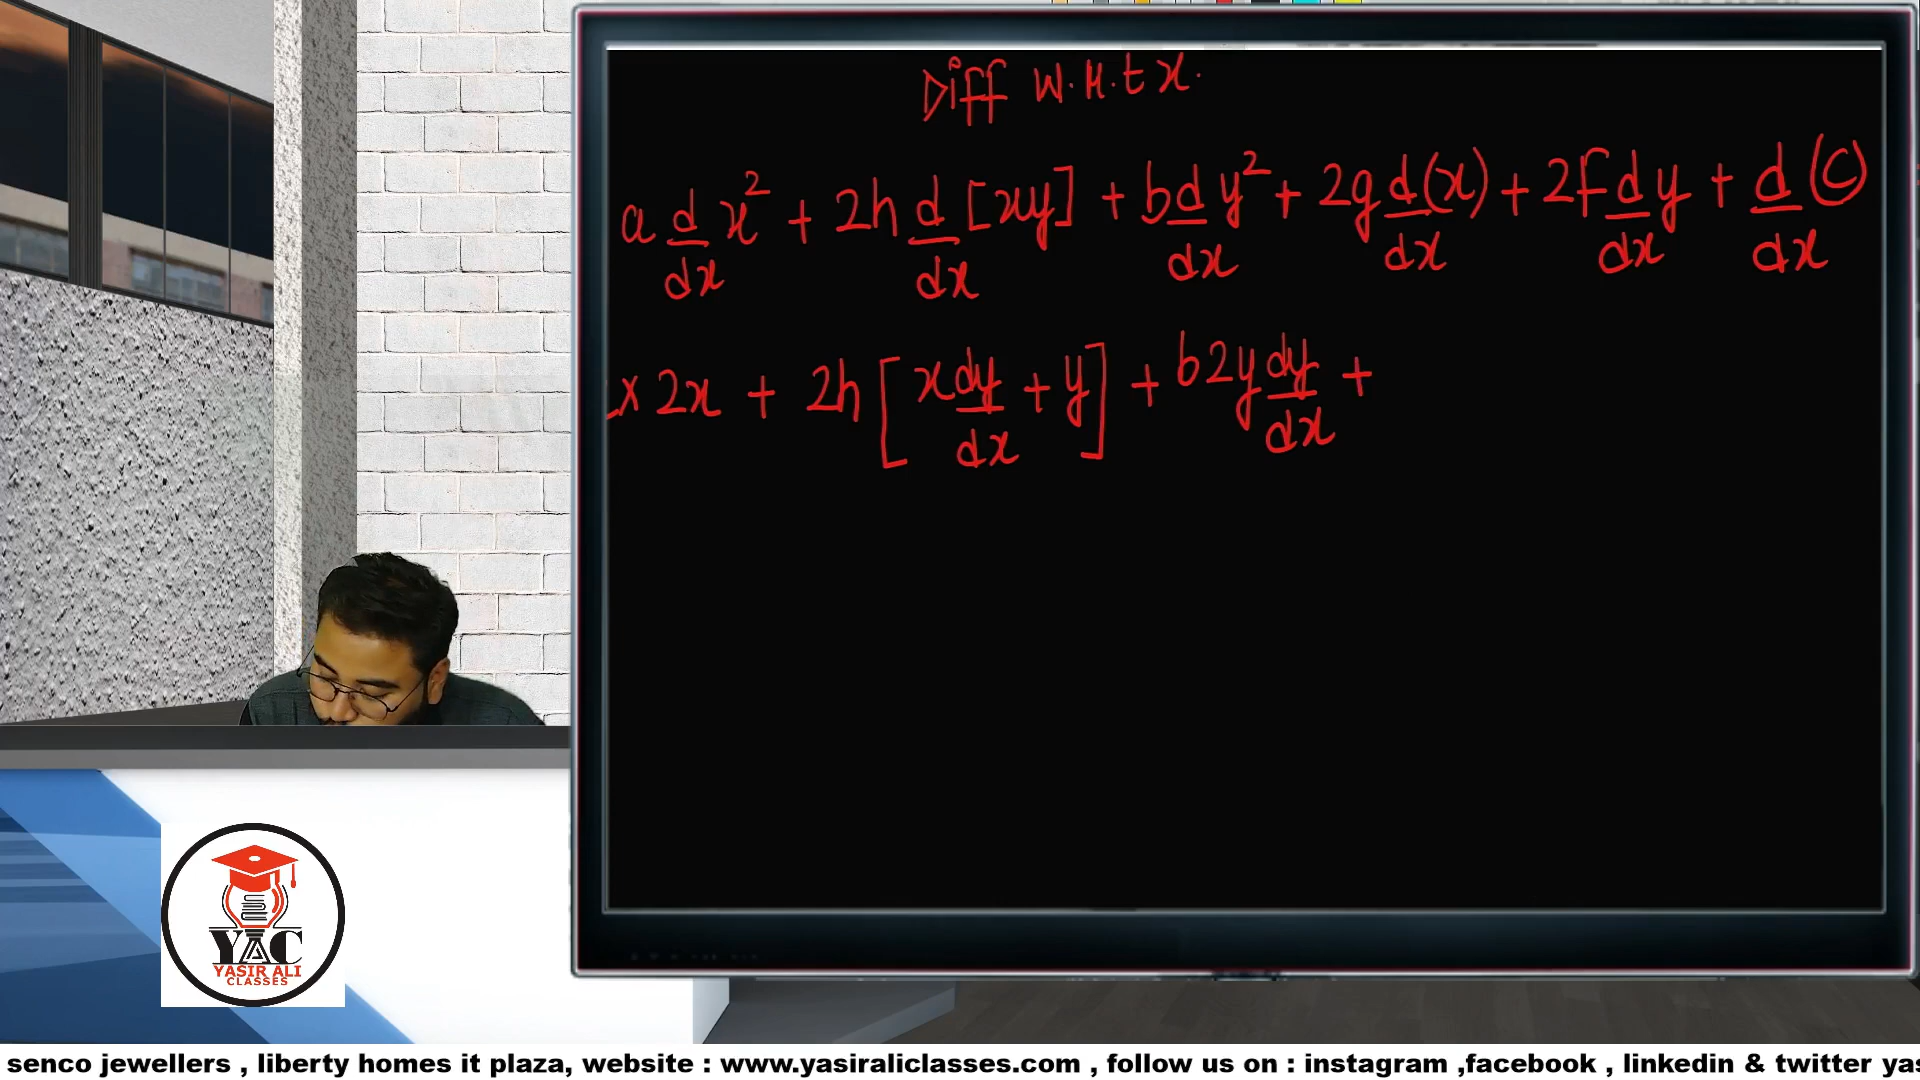 Diff w.r.t x.
a d/dx x² + 2h d/dx [xy] + b d/dx y² + 2g d/dx (x) + 2f d/dx y + d/dx (c)
× 2x + 2h [x dy/dx + y] + b2y dy/dx +
YAC
YASIR ALI
CLASSES
senco jewellers , liberty homes it plaza, website : www.yasiraliclasses.com , follow us on : instagram ,facebook , linkedin & twitter yas